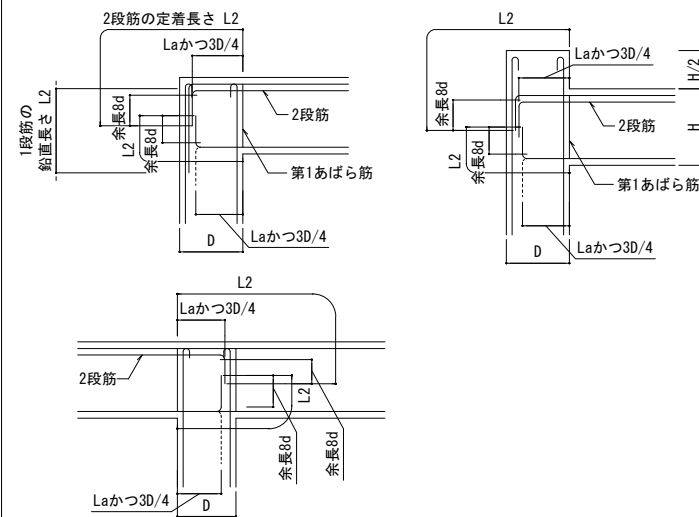 2段筋の定着長さ L2
Laかつ3D/4
1段筋の
鉛直長さ L2
余長8d
L2
余長8d
2段筋
第1あばら筋
Laかつ3D/4
D
L2
Laかつ3D/4
H/2
H
余長8d
L2
余長8d
2段筋
第1あばら筋
Laかつ3D/4
D
L2
Laかつ3D/4
2段筋
L2
余長8d
余長8d
Laかつ3D/4
D